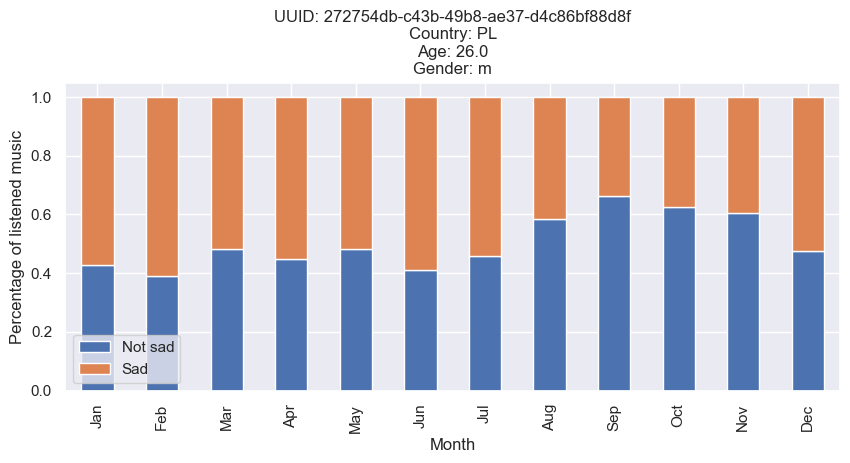 UUID: 272754db-c43b-49b8-ae37-d4c86bf88d8f
Country: PL
Age: 26.0
Gender: m
Percentage of listened music
1.0
0.8
0.6
0.4
0.2
0.0
Not sad
Sad
Jan
Feb
Mar
Apr
May
Jun
Jul
Aug
Sep
Oct
Nov
Dec
Month